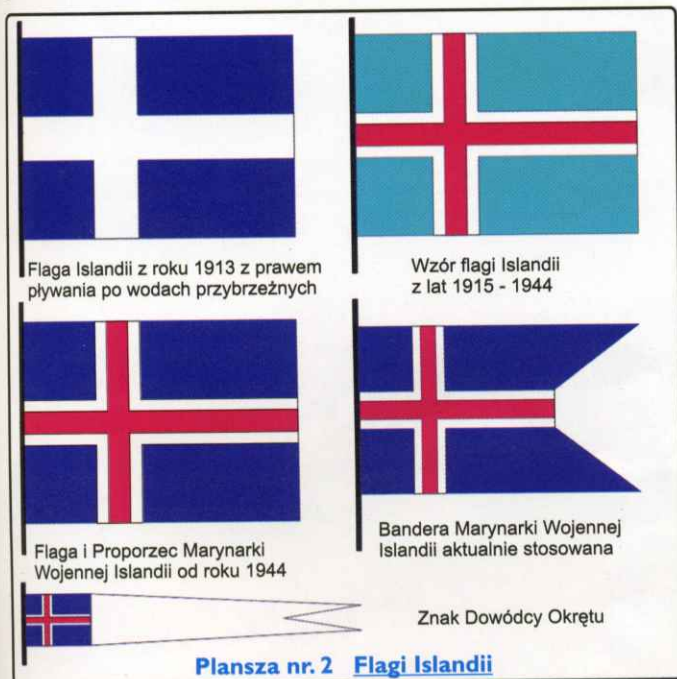 Flaga Islandii z roku 1913 z prawem
pływania po wodach przybrzeżnych
Wzór flagi Islandii
z lat 1915 - 1944
Flaga i Proporzec Marynarki
Wojennej Islandii od roku 1944
Bandera Marynarki Wojennej
Islandii aktualnie stosowana
Znak Dowódcy Okrętu
Plansza nr. 2 Flagi Islandii